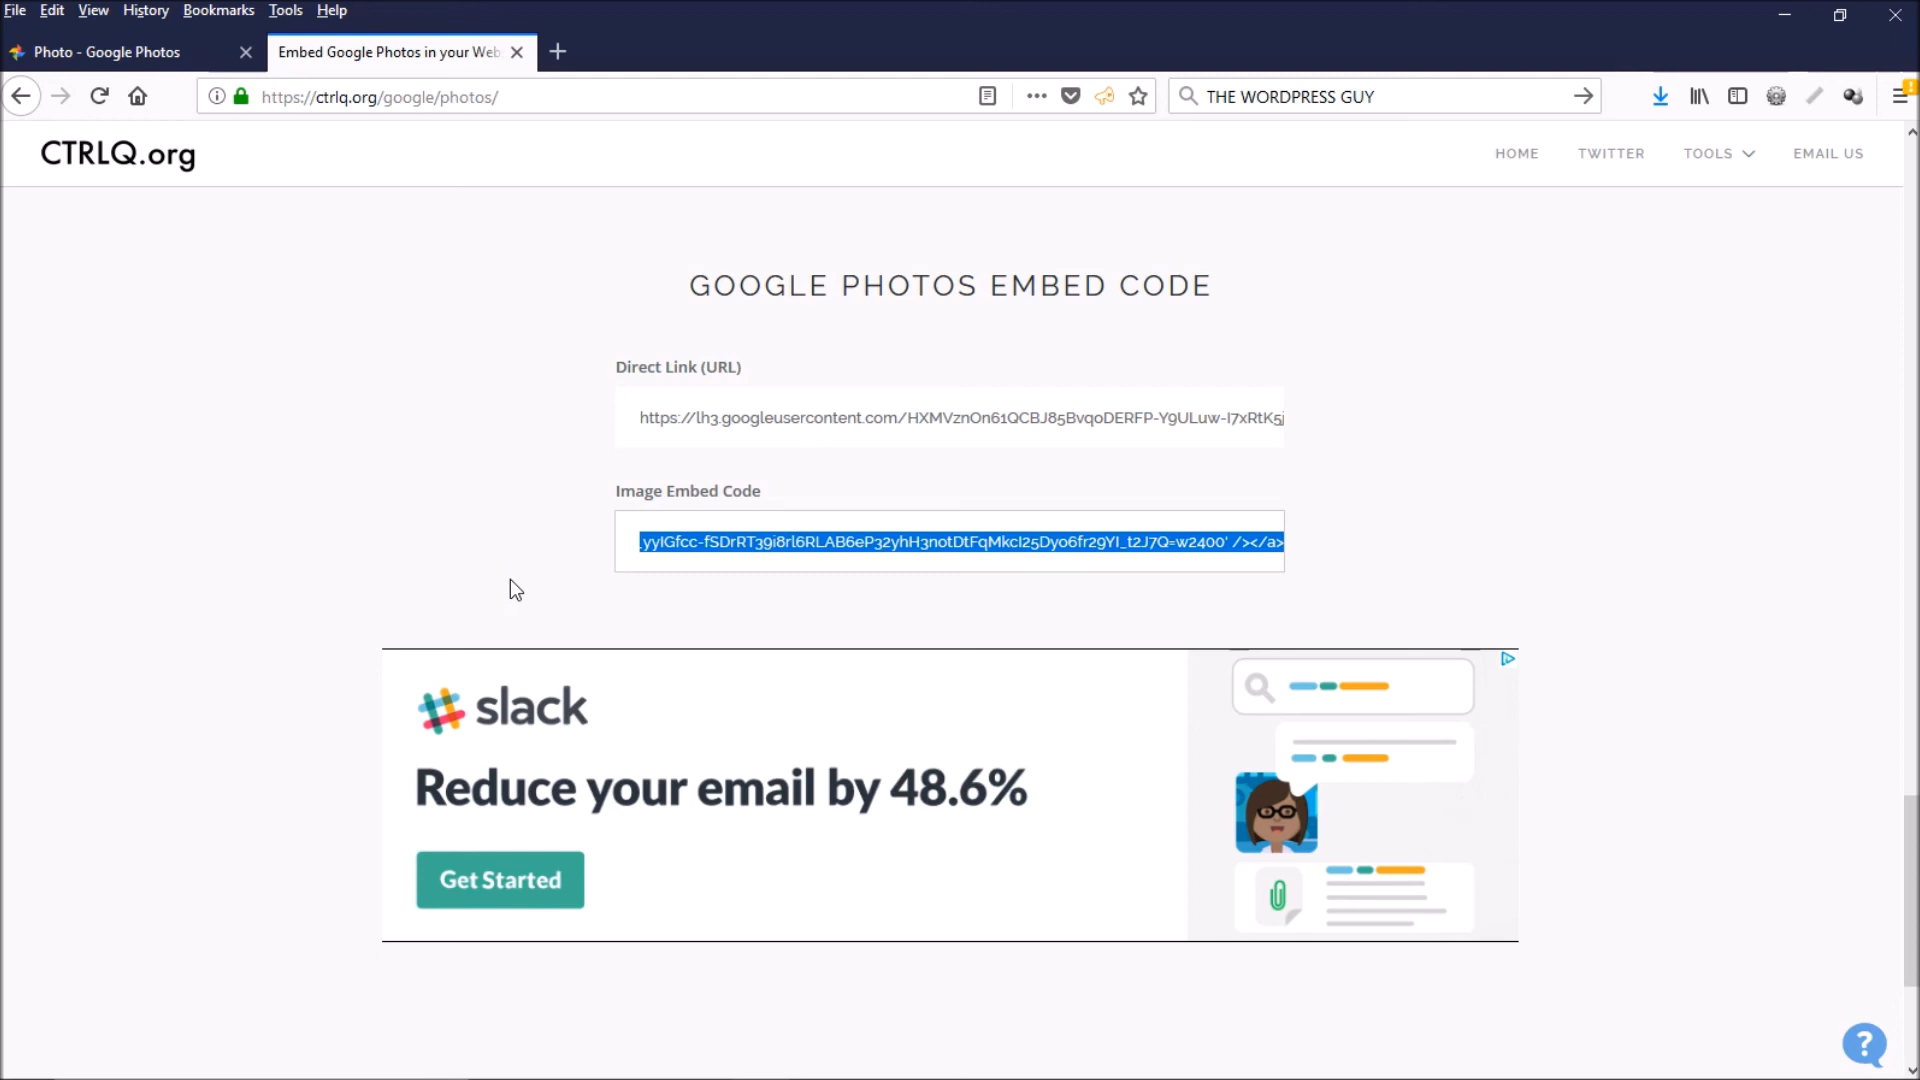 File Edit View History Bookmarks Tools Help
Photo - Google Photos
Embed Google Photos in your Web
https://ctrlq.org/google/photos/
THE WORDPRESS GUY
CTRLQ.org
HOME TWITTER TOOLS EMAIL US
GOOGLE PHOTOS EMBED CODE
Direct Link (URL)
https://lh3.googleusercontent.com/HXMVznOn61QCBJ85BvqoDERFP-Y9ULuw-I7xRtK5j
Image Embed Code
.yyIGfcc-fSDrRT39i8rl6RLAB6eP32yhH3notDtFqMkcI25Dyo6fr29YI_t2J7Q=w2400' /></a>
slack
Reduce your email by 48.6%
Get Started
?